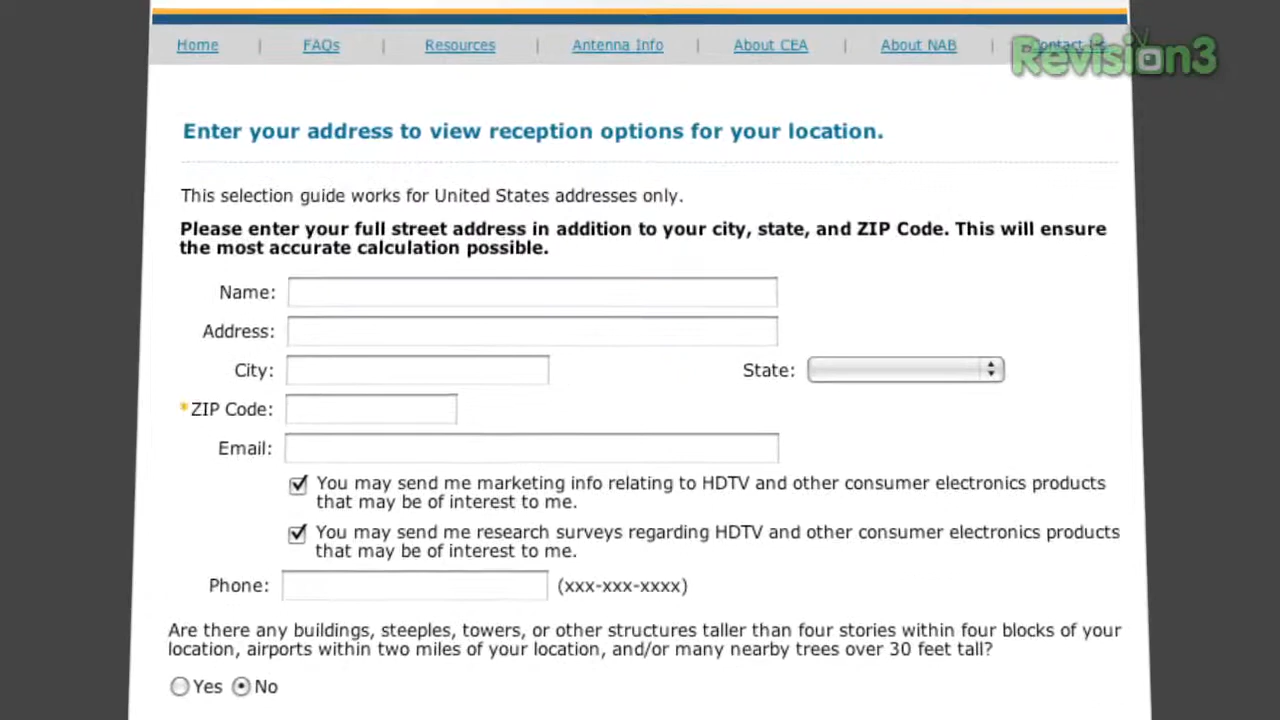 Home | FAQs | Resources | Antenna Info | About CEA | About NAB | Contact
Revision3
Enter your address to view reception options for your location.
This selection guide works for United States addresses only.
Please enter your full street address in addition to your city, state, and ZIP Code. This will ensure
the most accurate calculation possible.
Name:
Address:
City: State:
*ZIP Code:
Email:
You may send me marketing info relating to HDTV and other consumer electronics products
that may be of interest to me.
You may send me research surveys regarding HDTV and other consumer electronics products
that may be of interest to me.
Phone: (xxx-xxx-xxxx)
Are there any buildings, steeples, towers, or other structures taller than four stories within four blocks of your
location, airports within two miles of your location, and/or many nearby trees over 30 feet tall?
Yes No